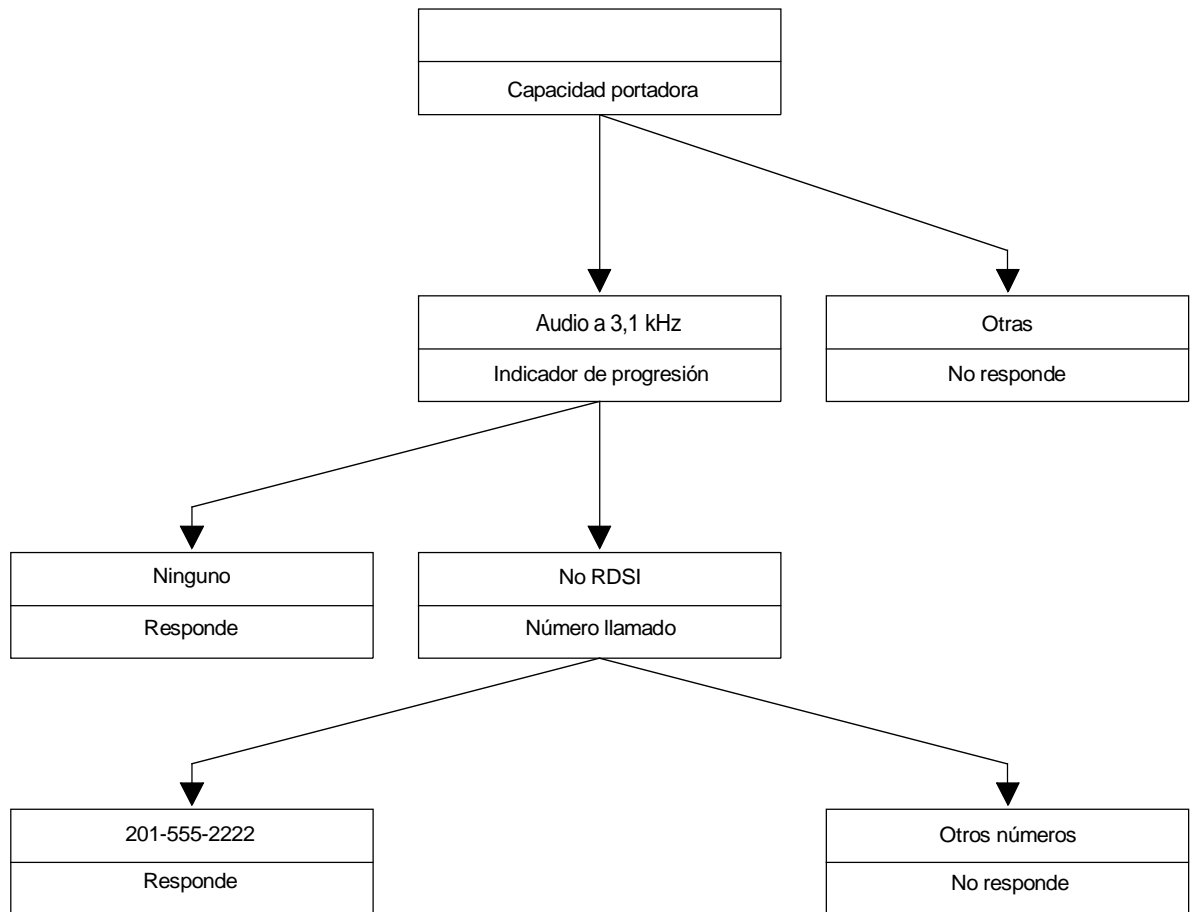 Capacidad portadora
Audio a 3,1 kHz
Indicador de progresión
Otras
No responde
Ninguno
Responde
No RDSI
Número llamado
201-555-2222
Responde
Otros números
No responde